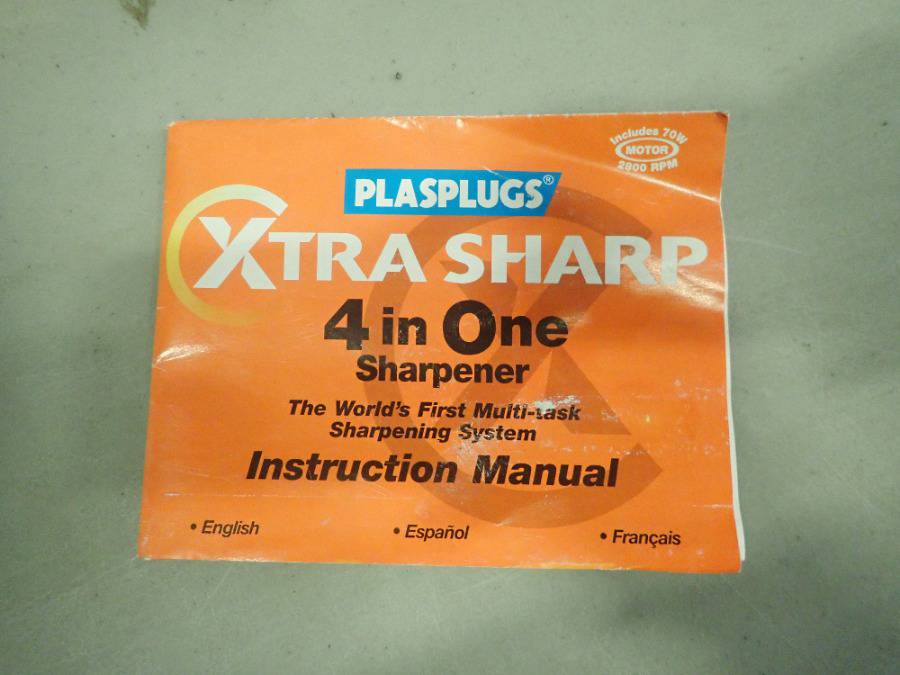 Includes 70W
MOTOR
2800 RPM
PLASPLUGS®
XTRA SHARP
4 in One
Sharpener
The World's First Multi-task
Sharpening System
Instruction Manual
• English
• Español
• Français